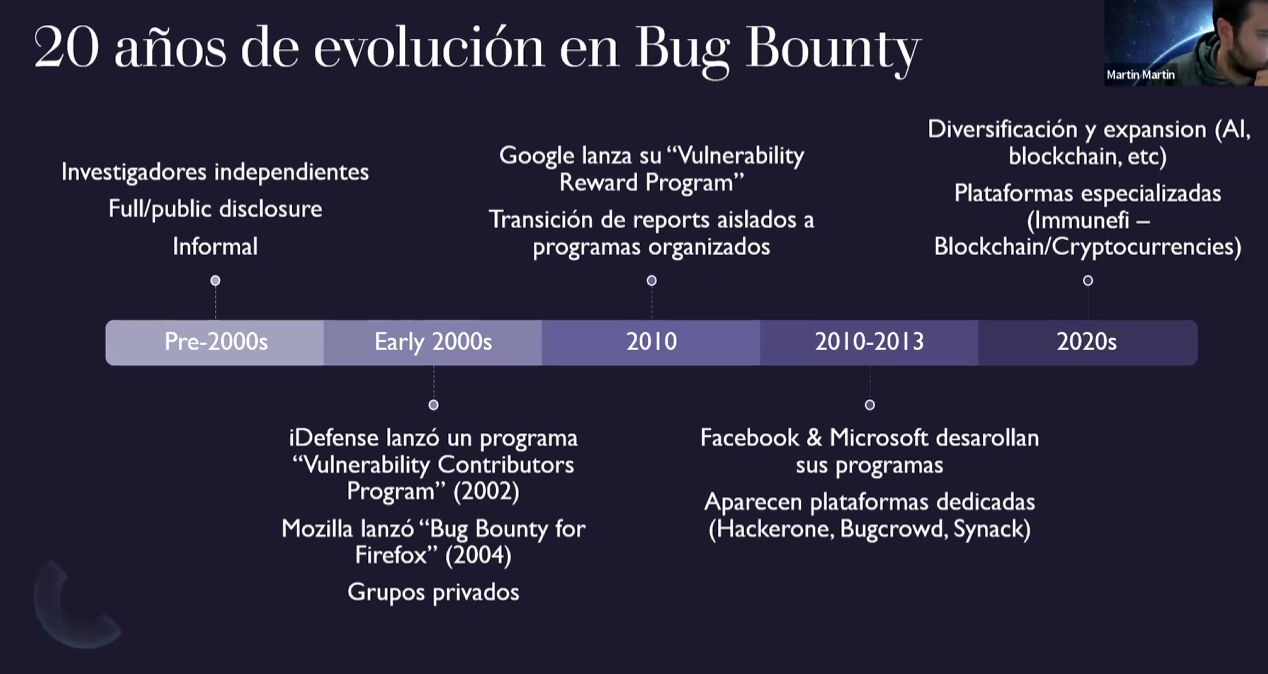 20 años de evolución en Bug Bounty
Martin Martin
Investigadores independientes
Full/public disclosure
Informal
Google lanza su “Vulnerability
Reward Program”
Transición de reports aislados a
programas organizados
Diversificación y expansion (AI,
blockchain, etc)
Plataformas especializadas
(Immunefi –
Blockchain/Cryptocurrencies)
Pre-2000s
Early 2000s
2010
2010-2013
2020s
iDefense lanzó un programa
“Vulnerability Contributors
Program” (2002)
Mozilla lanzó “Bug Bounty for
Firefox” (2004)
Grupos privados
Facebook & Microsoft desarollan
sus programas
Aparecen plataformas dedicadas
(Hackerone, Bugcrowd, Synack)